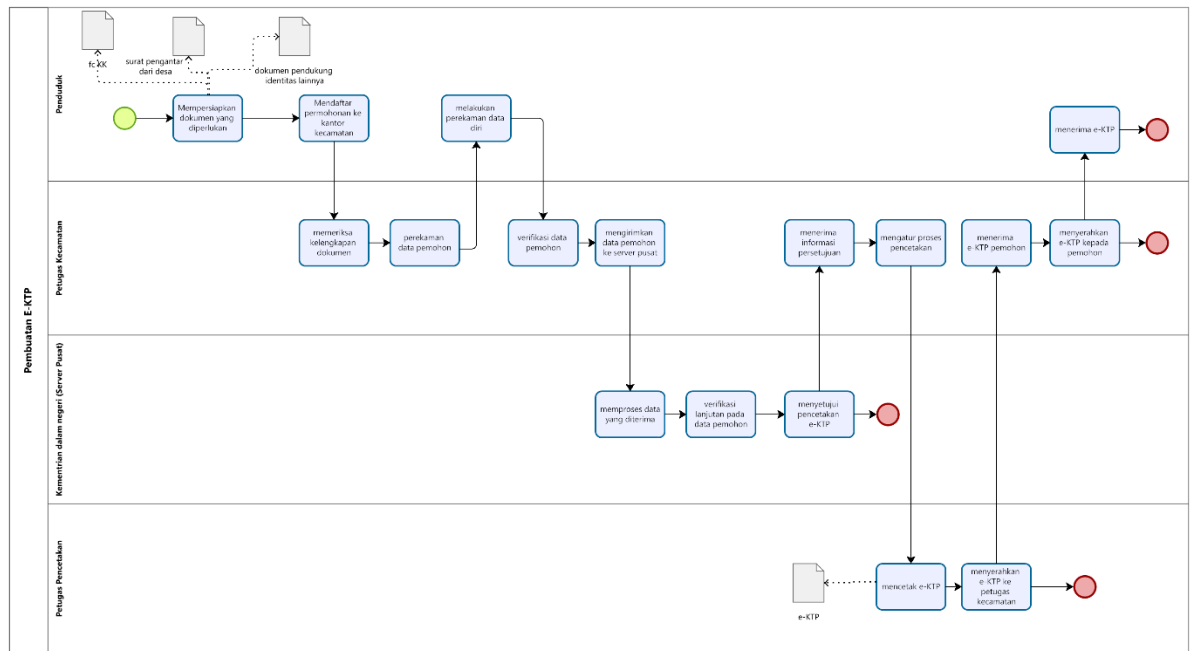 Pembuatan E-KTP
Penduduk
fc KK
surat pengantar
dari desa
dokumen pendukung
identitas lainnya
Mempersiapkan
dokumen yang
diperlukan
Mendaftar
permohonan ke
kantor
kecamatan
melakukan
perekaman data
diri
menerima e-KTP
Petugas Kecamatan
memeriksa
kelengkapan
dokumen
perekaman
data pemohon
verifikasi data
pemohon
mengirimkan
data pemohon
ke server pusat
menerima
informasi
persetujuan
mengatur proses
pencetakan
menerima
e-KTP pemohon
menyerahkan
e-KTP kepada
pemohon
Kementrian dalam negeri (Server Pusat)
memproses data
yang diterima
verifikasi
lanjutan pada
data pemohon
menyetujui
pencetakan
e-KTP
Petugas Pencetakan
e-KTP
mencetak e-KTP
menyerahkan
e-KTP ke
petugas
kecamatan